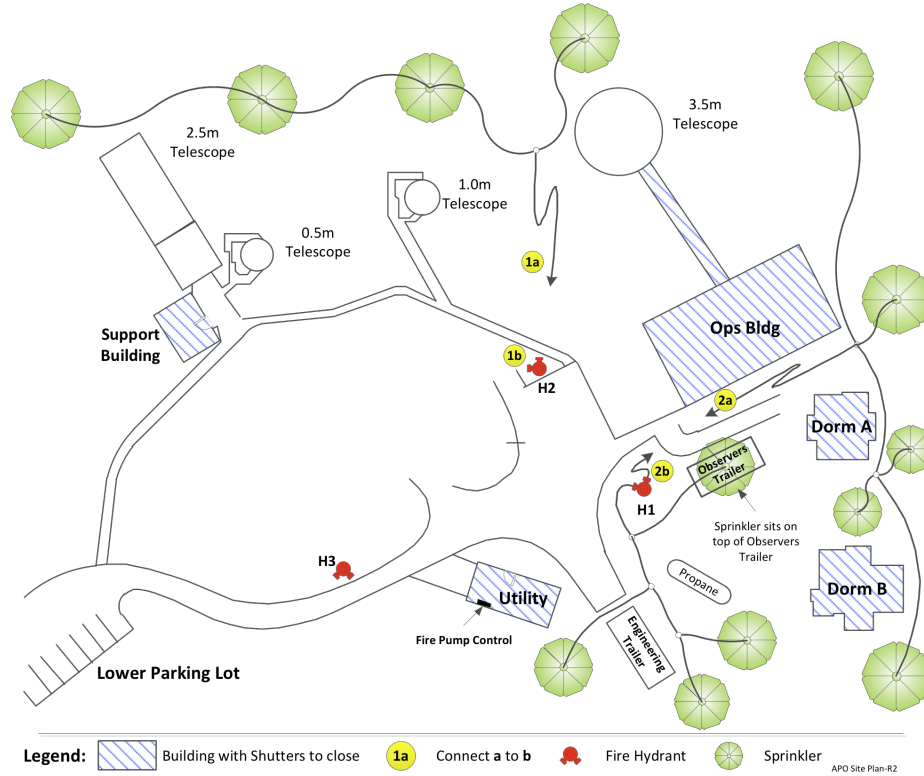 3.5m
Telescope
2.5m
Telescope
1.0m
Telescope
0.5m
Telescope
1a
Support
Building
Ops Bldg
1b
H2
2a
Dorm A
Observers
Trailer
2b
H1
Sprinkler sits on
top of Observers
Trailer
H3
Propane
Utility
Dorm B
Fire Pump Control
Engineering
Trailer
Lower Parking Lot
Legend:
Building with Shutters to close
1a
Connect a to b
Fire Hydrant
Sprinkler
APO Site Plan-R2